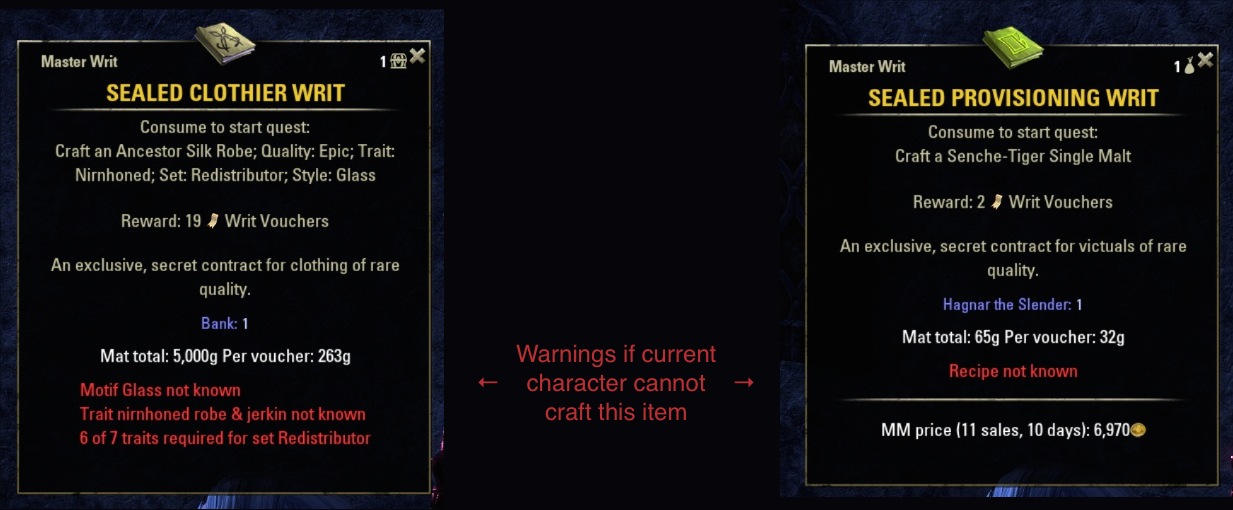 Master Writ
1
SEALED CLOTHIER WRIT
Consume to start quest:
Craft an Ancestor Silk Robe; Quality: Epic; Trait:
Nirnhoned; Set: Redistributor; Style: Glass
Reward: 19 Writ Vouchers
An exclusive, secret contract for clothing of rare
quality.
Bank: 1
Mat total: 5,000g Per voucher: 263g
Motif Glass not known
Trait nirnhoned robe & jerkin not known
6 of 7 traits required for set Redistributor
← Warnings if current
character cannot →
craft this item
Master Writ
1
SEALED PROVISIONING WRIT
Consume to start quest:
Craft a Senche-Tiger Single Malt
Reward: 2 Writ Vouchers
An exclusive, secret contract for victuals of rare
quality.
Hagnar the Slender: 1
Mat total: 65g Per voucher: 32g
Recipe not known
MM price (11 sales, 10 days): 6,970